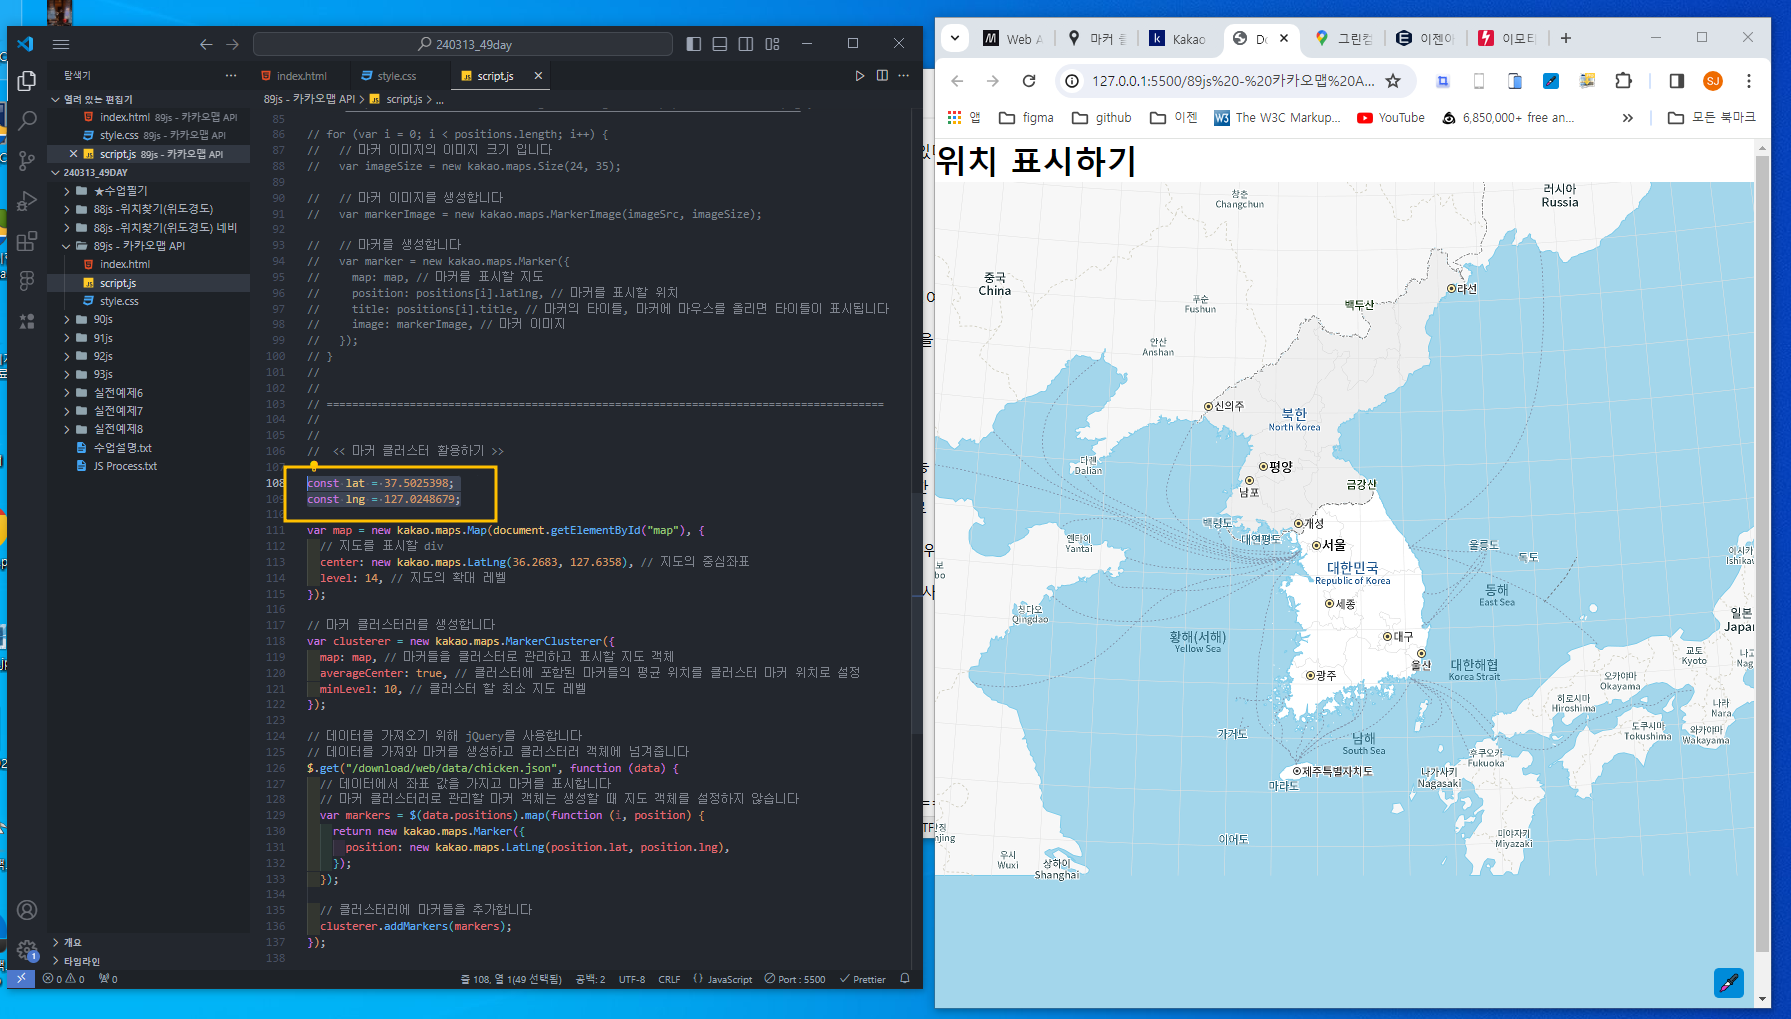 240313_49day
탐색기
index.html
style.css
script.js
열려 있는 편집기
index.html 89js - 카카오맵 API
style.css 89js - 카카오맵 API
script.js 89js - 카카오맵 API
240313_49DAY
★수업필기
88js -위치찾기(위도경도)
88js -위치찾기(위도경도) 네비
89js - 카카오맵 API
index.html
script.js
style.css
90js
91js
92js
93js
실전예제6
실전예제7
실전예제8
수업설명.txt
JS Process.txt
개요
타임라인
89js - 카카오맵 API > script.js > ...
85
86 // for (var i = 0; i < positions.length; i++) {
87 //   // 마커 이미지의 이미지 크기 입니다
88 //   var imageSize = new kakao.maps.Size(24, 35);
89
90 //   // 마커 이미지를 생성합니다
91 //   var markerImage = new kakao.maps.MarkerImage(imageSrc, imageSize);
92
93 //   // 마커를 생성합니다
94 //   var marker = new kakao.maps.Marker({
95 //     map: map, // 마커를 표시할 지도
96 //     position: positions[i].latlng, // 마커를 표시할 위치
97 //     title: positions[i].title, // 마커의 타이틀, 마커에 마우스를 올리면 타이틀이 표시됩니다
98 //     image: markerImage, // 마커 이미지
99 //   });
100 // }
101 //
102 //
103 // =======================================================================================
104 //
105 //
106 //  << 마커 클러스터 활용하기 >>
107
108 const lat = 37.5025398;
109 const lng = 127.0248679;
110
111 var map = new kakao.maps.Map(document.getElementById("map"), {
112   // 지도를 표시할 div
113   center: new kakao.maps.LatLng(36.2683, 127.6358), // 지도의 중심좌표
114   level: 14, // 지도의 확대 레벨
115 });
116
117 // 마커 클러스터러를 생성합니다
118 var clusterer = new kakao.maps.MarkerClusterer({
119   map: map, // 마커들을 클러스터로 관리하고 표시할 지도 객체
120   averageCenter: true, // 클러스터에 포함된 마커들의 평균 위치를 클러스터 마커 위치로 설정
121   minLevel: 10, // 클러스터 할 최소 지도 레벨
122 });
123
124 // 데이터를 가져오기 위해 jQuery를 사용합니다
125 // 데이터를 가져와 마커를 생성하고 클러스터러 객체에 넘겨줍니다
126 $.get("/download/web/data/chicken.json", function (data) {
127   // 데이터에서 좌표 값을 가지고 마커를 표시합니다
128   // 마커 클러스터러로 관리할 마커 객체는 생성할 때 지도 객체를 설정하지 않습니다
129   var markers = $(data.positions).map(function (i, position) {
130     return new kakao.maps.Marker({
131       position: new kakao.maps.LatLng(position.lat, position.lng),
132     });
133   });
134
135   // 클러스터러에 마커들을 추가합니다
136   clusterer.addMarkers(markers);
137 });
138
0 0 0
줄 108, 열 1(49 선택됨)
공백: 2
UTF-8
CRLF
{} JavaScript
Port : 5500
Prettier
1
Web A
마커 클
Kakao
Do
그린컴
이젠아
이모티
127.0.0.1:5500/89js%20-%20카카오맵%20A...
SJ
앱
figma
github
이젠
The W3C Markup...
YouTube
6,850,000+ free an...
모든 북마크
위치 표시하기
창춘
Changchun
러시아
Russia
중국
China
라선
백두산
푸순
Fushun
안산
Anshan
신의주
북한
North Korea
다롄
Dalian
평양
남포
금강산
개성
백령도
대연평도
서울
옌타이
Yantai
울릉도
독도
이시카
Ishikav
대한민국
Republic of Korea
동해
East Sea
세종
칭다오
Qingdao
일본
Japar
황해(서해)
Yellow Sea
대구
울산
교토
Kyoto
나고
Nag
대한해협
Korea Strait
오카야마
Okayama
광주
히로시마
Hiroshima
나라
Nara
도쿠시마
Tokushima
와카야마
Wakayama
가거도
남해
South Sea
후쿠오카
Fukuoka
제주특별자치도
나가사키
Nagasaki
마라도
미야자키
Miyazaki
이어도
우시
Wuxi
상하이
Shanghai